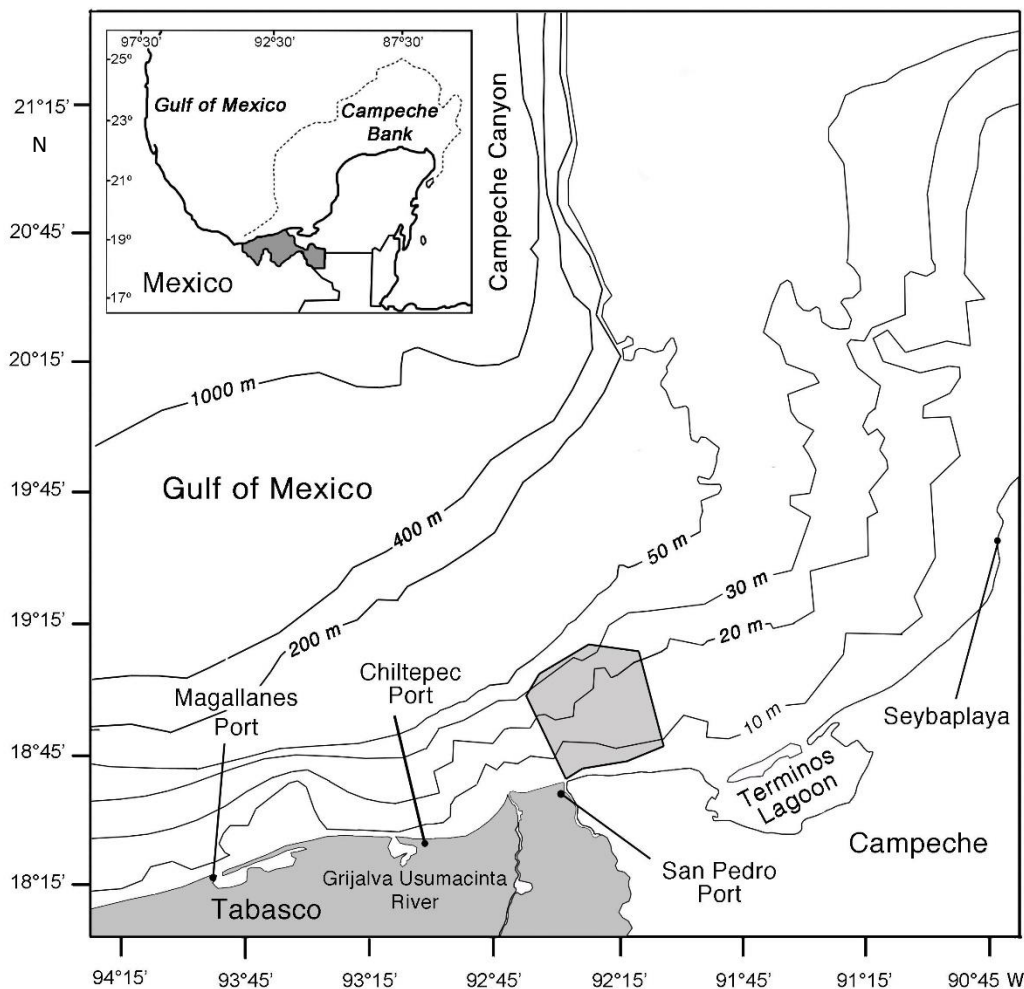 97°30'
92°30'
87°30'
25°
23°
21°
19°
17°
Gulf of Mexico
Campeche
Bank
Mexico
21°15'
N
20°45'
20°15'
19°45'
19°15'
18°45'
18°15'
Campeche Canyon
1000 m
Gulf of Mexico
400 m
200 m
50 m
30 m
20 m
10 m
Magallanes
Port
Chiltepec
Port
Seybaplaya
Terminos
Lagoon
Campeche
San Pedro
Port
Grijalva Usumacinta
River
Tabasco
94°15'
93°45'
93°15'
92°45'
92°15'
91°45'
91°15'
90°45' W